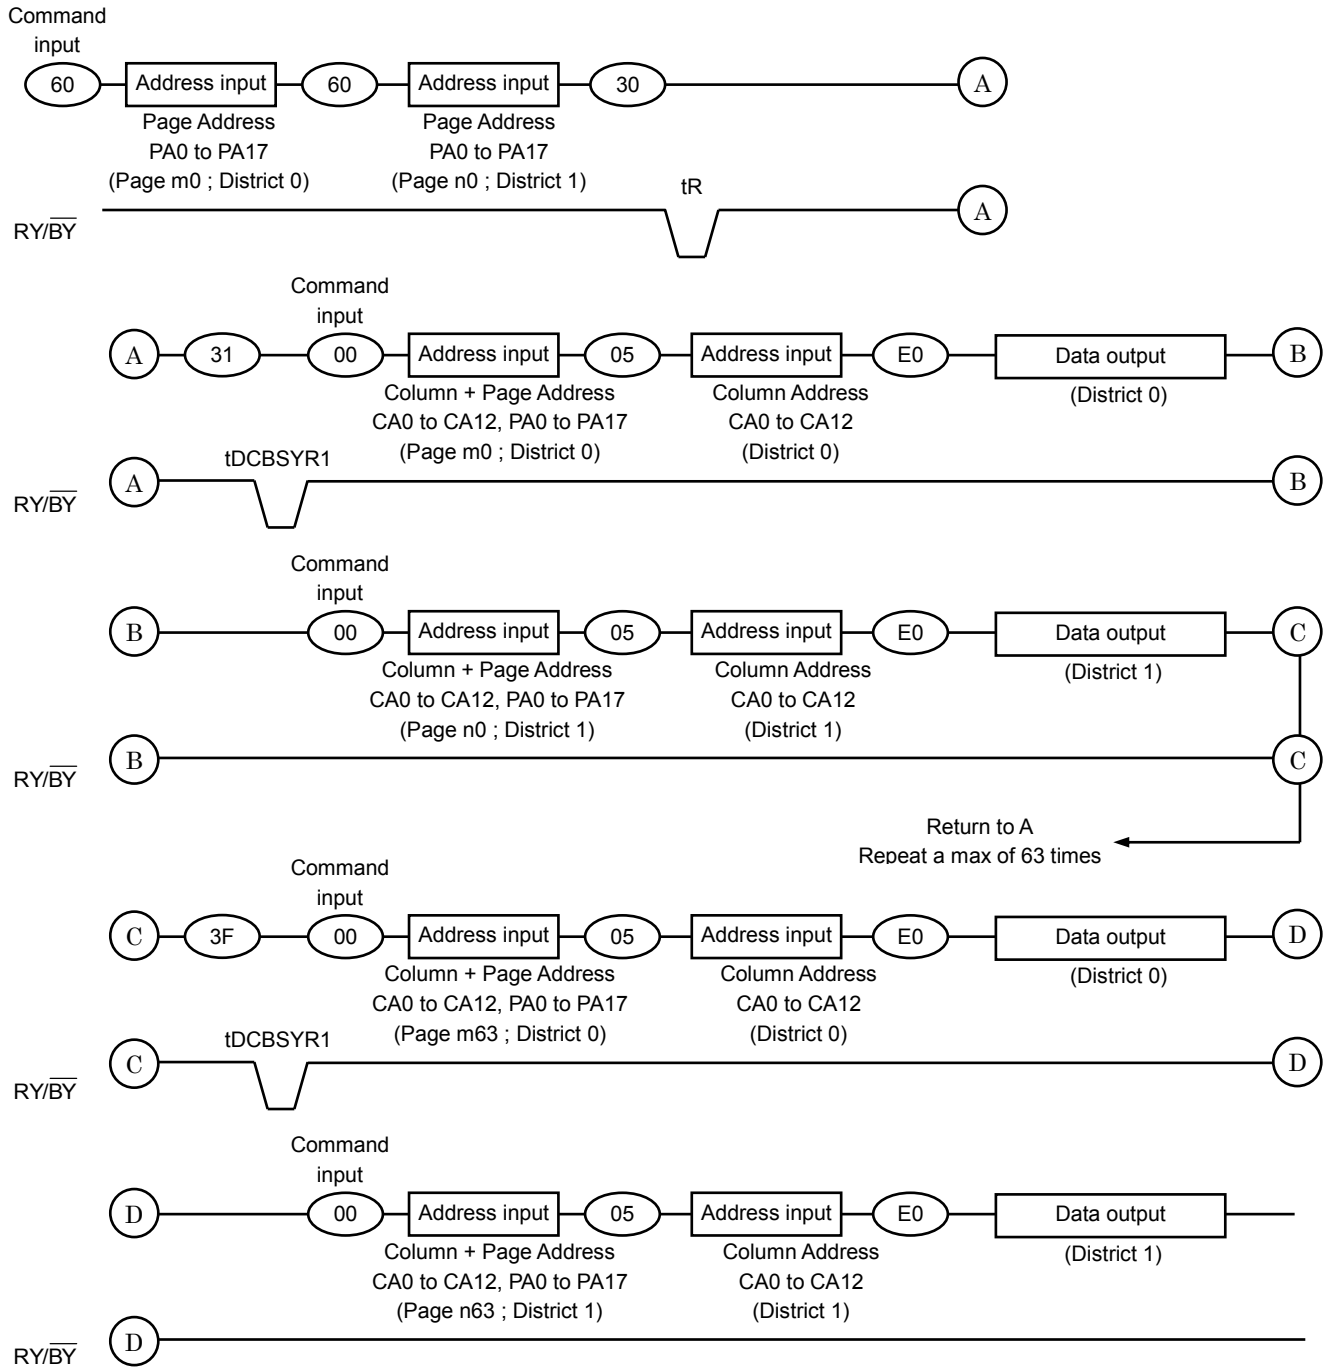 Command
input
60 Address input 60 Address input 30 A
Page Address Page Address
PA0 to PA17 PA0 to PA17
(Page m0 ; District 0) (Page n0 ; District 1)
tR
RY/BY A
Command
input
A 31 00 Address input 05 Address input E0 Data output B
Column + Page Address Column Address (District 0)
CA0 to CA12, PA0 to PA17 CA0 to CA12
(Page m0 ; District 0) (District 0)
tDCBSYR1
RY/BY A B
Command
input
B 00 Address input 05 Address input E0 Data output C
Column + Page Address Column Address (District 1)
CA0 to CA12, PA0 to PA17 CA0 to CA12
(Page n0 ; District 1) (District 1)
RY/BY B C
Return to A
Repeat a max of 63 times
Command
input
C 3F 00 Address input 05 Address input E0 Data output D
Column + Page Address Column Address (District 0)
CA0 to CA12, PA0 to PA17 CA0 to CA12
(Page m63 ; District 0) (District 0)
tDCBSYR1
RY/BY C D
Command
input
D 00 Address input 05 Address input E0 Data output
Column + Page Address Column Address (District 1)
CA0 to CA12, PA0 to PA17 CA0 to CA12
(Page n63 ; District 1) (District 1)
RY/BY D